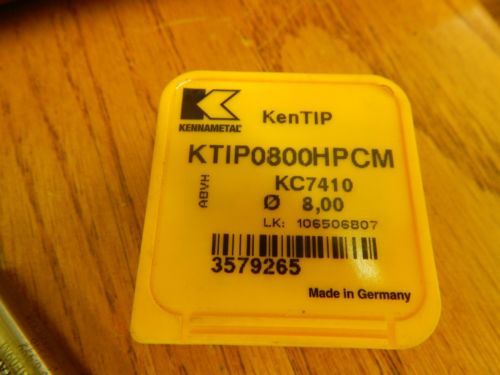 KENNAMETAL
KenTIP
KTIP0800HPCM
ABVH
KC7410
Ø 8,00
LK: 106506807
3579265
Made in Germany